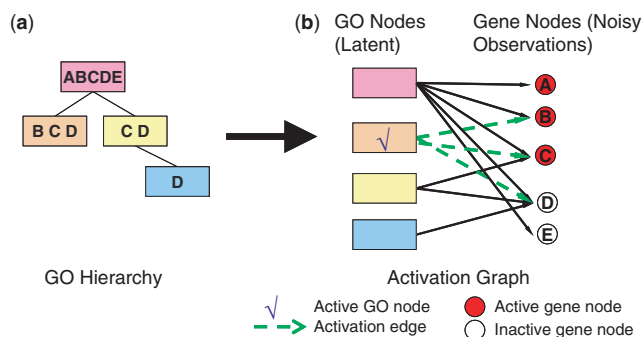 (a)
ABCDE
B C D
C D
D
GO Hierarchy
(b)
GO Nodes
(Latent)
Gene Nodes (Noisy
Observations)
√
A
B
C
D
E
Activation Graph
√ Active GO node
Activation edge
Active gene node
Inactive gene node